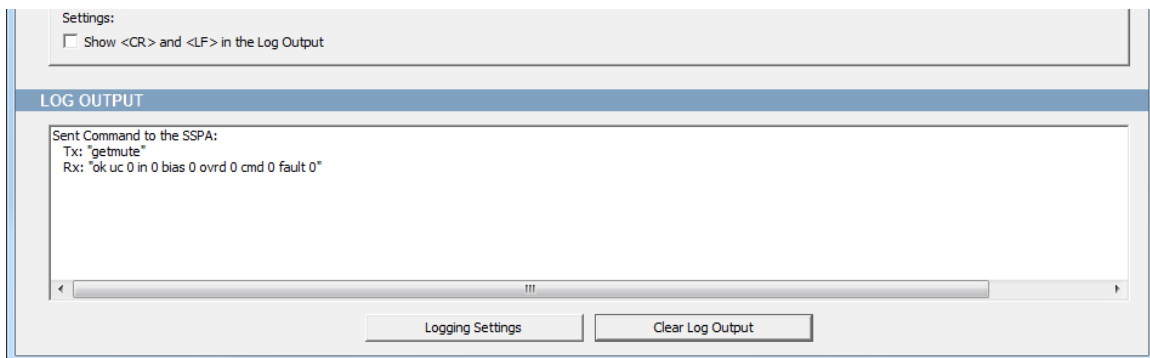 Settings:
Show <CR> and <LF> in the Log Output
LOG OUTPUT
Sent Command to the SSPA:
Tx: "getmute"
Rx: "ok uc 0 in 0 bias 0 ovrd 0 cmd 0 fault 0"
Logging Settings
Clear Log Output